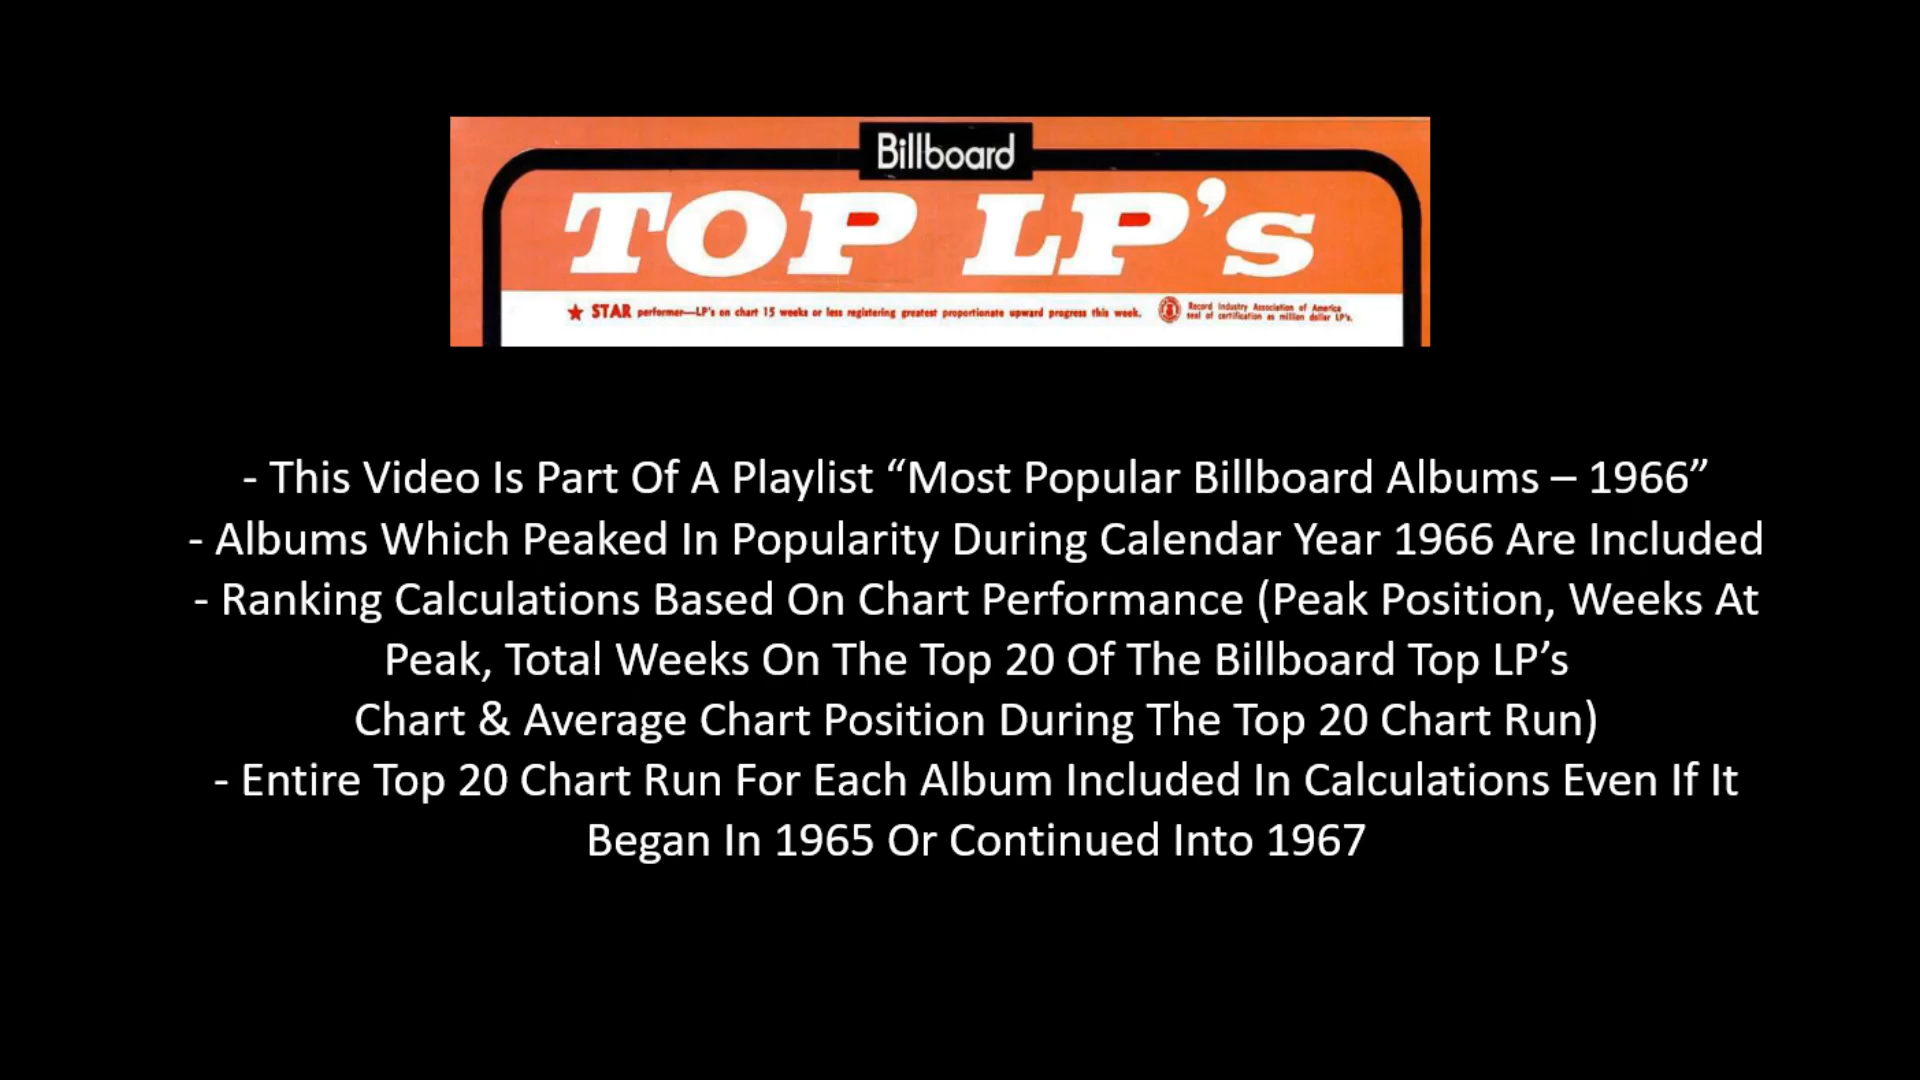 Billboard
TOP LP's
★ STAR performer—LP's on chart 15 weeks or less registering greatest proportionate upward progress this week.
Record Industry Association of America
seal of certification as million dollar LP's.
- This Video Is Part Of A Playlist “Most Popular Billboard Albums – 1966”
- Albums Which Peaked In Popularity During Calendar Year 1966 Are Included
- Ranking Calculations Based On Chart Performance (Peak Position, Weeks At
Peak, Total Weeks On The Top 20 Of The Billboard Top LP’s
Chart & Average Chart Position During The Top 20 Chart Run)
- Entire Top 20 Chart Run For Each Album Included In Calculations Even If It
Began In 1965 Or Continued Into 1967